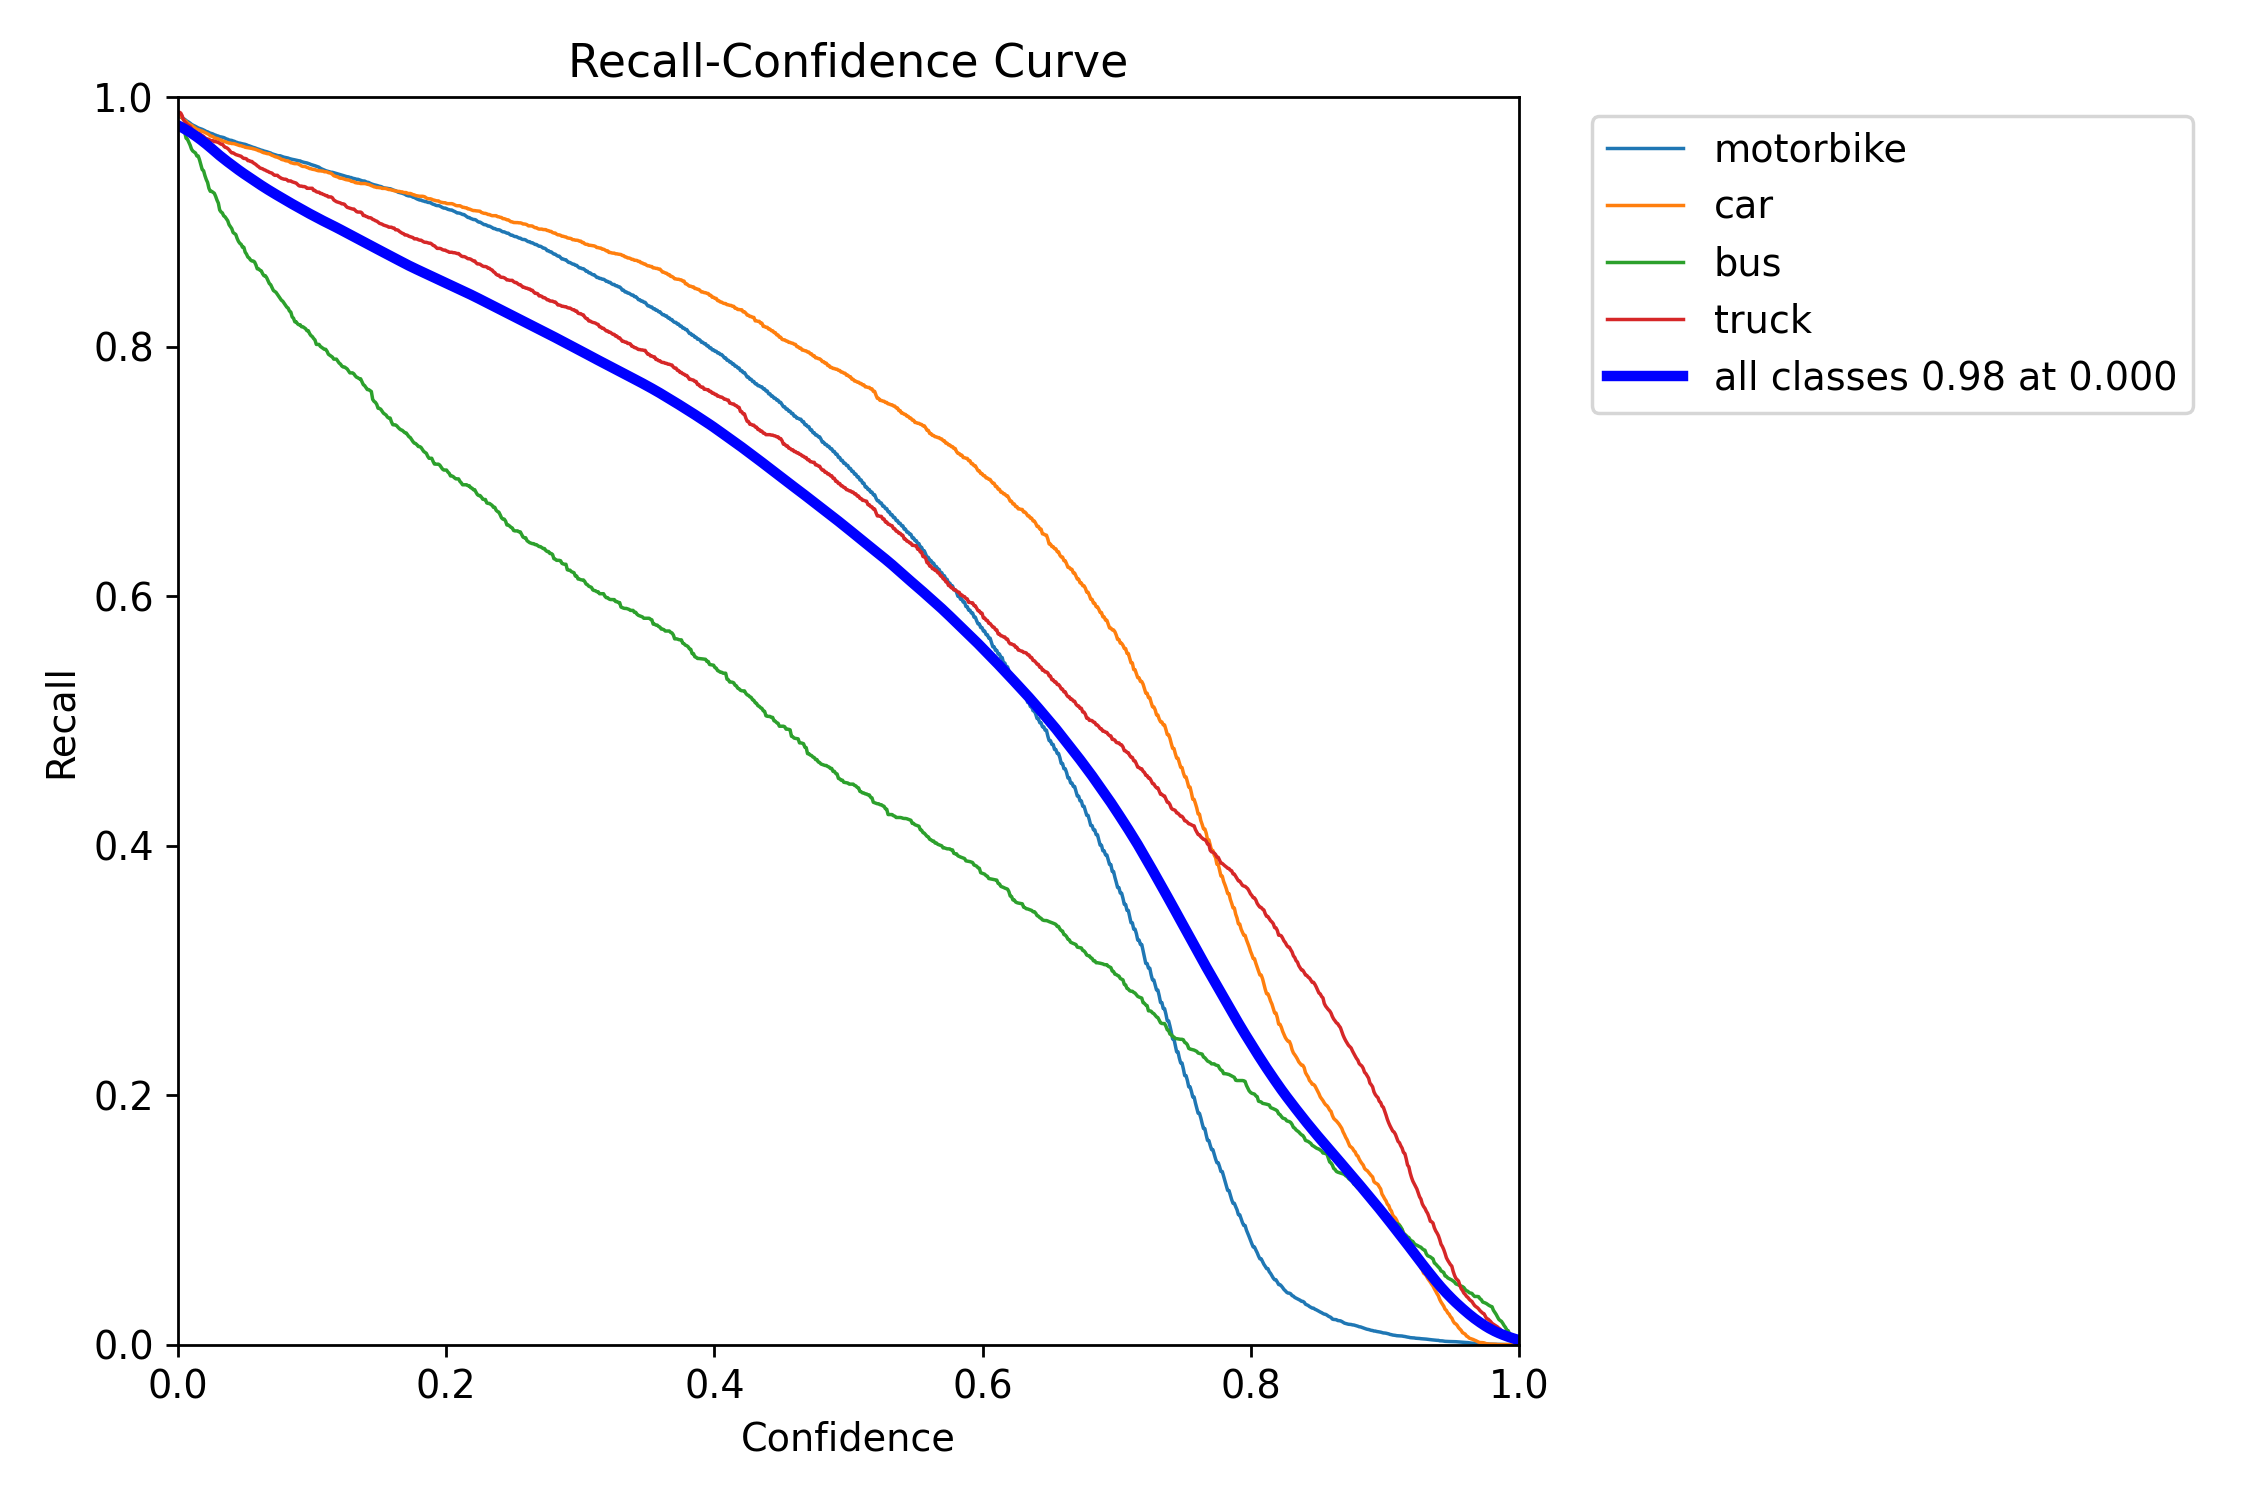 Recall-Confidence Curve
1.0
0.8
0.6
0.4
0.2
0.0
Recall
0.0 0.2 0.4 0.6 0.8 1.0
Confidence
motorbike
car
bus
truck
all classes 0.98 at 0.000